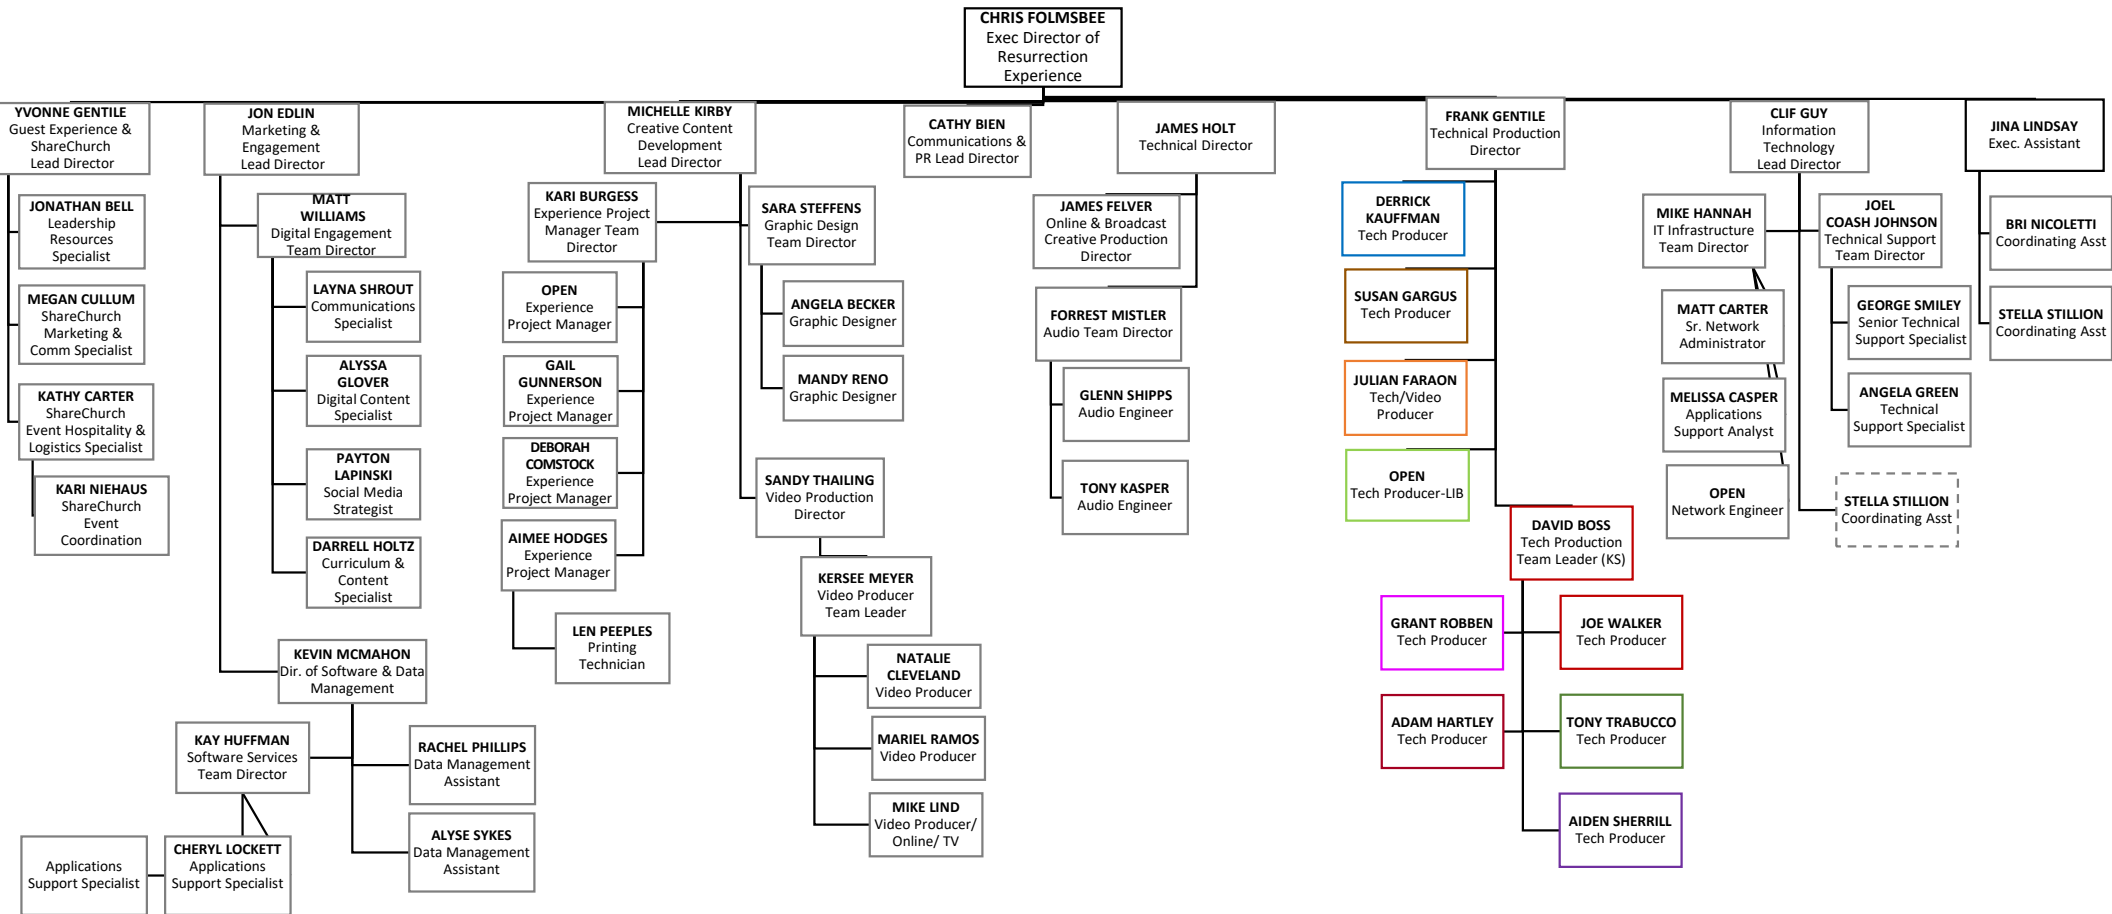 CHRIS FOLMSBEE
Exec Director of
Resurrection
Experience
YVONNE GENTILE
Guest Experience &
ShareChurch
Lead Director
JONATHAN BELL
Leadership
Resources
Specialist
MEGAN CULLUM
ShareChurch
Marketing &
Comm Specialist
KATHY CARTER
ShareChurch
Event Hospitality &
Logistics Specialist
KARI NIEHAUS
ShareChurch
Event
Coordination
JON EDLIN
Marketing &
Engagement
Lead Director
MATT
WILLIAMS
Digital Engagement
Team Director
LAYNA SHROUT
Communications
Specialist
ALYSSA
GLOVER
Digital Content
Specialist
PAYTON
LAPINSKI
Social Media
Strategist
DARRELL HOLTZ
Curriculum &
Content
Specialist
KEVIN MCMAHON
Dir. of Software & Data
Management
KAY HUFFMAN
Software Services
Team Director
RACHEL PHILLIPS
Data Management
Assistant
ALYSE SYKES
Data Management
Assistant
Applications
Support Specialist
CHERYL LOCKETT
Applications
Support Specialist
MICHELLE KIRBY
Creative Content
Development
Lead Director
KARI BURGESS
Experience Project
Manager Team
Director
OPEN
Experience
Project Manager
GAIL
GUNNERSON
Experience
Project Manager
DEBORAH
COMSTOCK
Experience
Project Manager
AIMEE HODGES
Experience
Project Manager
LEN PEEPLES
Printing
Technician
SARA STEFFENS
Graphic Design
Team Director
ANGELA BECKER
Graphic Designer
MANDY RENO
Graphic Designer
SANDY THAILING
Video Production
Director
KERSEE MEYER
Video Producer
Team Leader
NATALIE
CLEVELAND
Video Producer
MARIEL RAMOS
Video Producer
MIKE LIND
Video Producer/
Online/ TV
CATHY BIEN
Communications &
PR Lead Director
JAMES HOLT
Technical Director
JAMES FELVER
Online & Broadcast
Creative Production
Director
FORREST MISTLER
Audio Team Director
GLENN SHIPPS
Audio Engineer
TONY KASPER
Audio Engineer
FRANK GENTILE
Technical Production
Director
DERRICK
KAUFFMAN
Tech Producer
SUSAN GARGUS
Tech Producer
JULIAN FARAON
Tech/Video
Producer
OPEN
Tech Producer-LIB
DAVID BOSS
Tech Production
Team Leader (KS)
GRANT ROBBEN
Tech Producer
JOE WALKER
Tech Producer
ADAM HARTLEY
Tech Producer
TONY TRABUCCO
Tech Producer
AIDEN SHERRILL
Tech Producer
CLIF GUY
Information
Technology
Lead Director
MIKE HANNAH
IT Infrastructure
Team Director
MATT CARTER
Sr. Network
Administrator
MELISSA CASPER
Applications
Support Analyst
OPEN
Network Engineer
JOEL
COASH JOHNSON
Technical Support
Team Director
GEORGE SMILEY
Senior Technical
Support Specialist
ANGELA GREEN
Technical
Support Specialist
STELLA STILLION
Coordinating Asst
JINA LINDSAY
Exec. Assistant
BRI NICOLETTI
Coordinating Asst
STELLA STILLION
Coordinating Asst